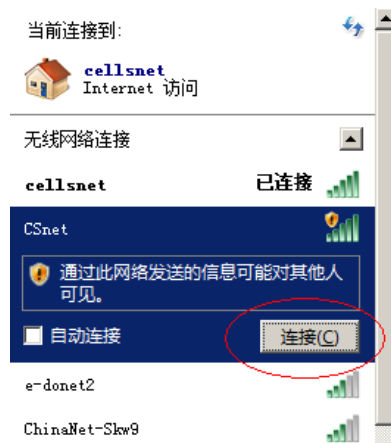 当前连接到:
cellsnet
Internet 访问
无线网络连接
cellsnet 已连接
CSnet
通过此网络发送的信息可能对其他人
可见。
自动连接 连接(C)
e-donet2
ChinaNet-Skw9